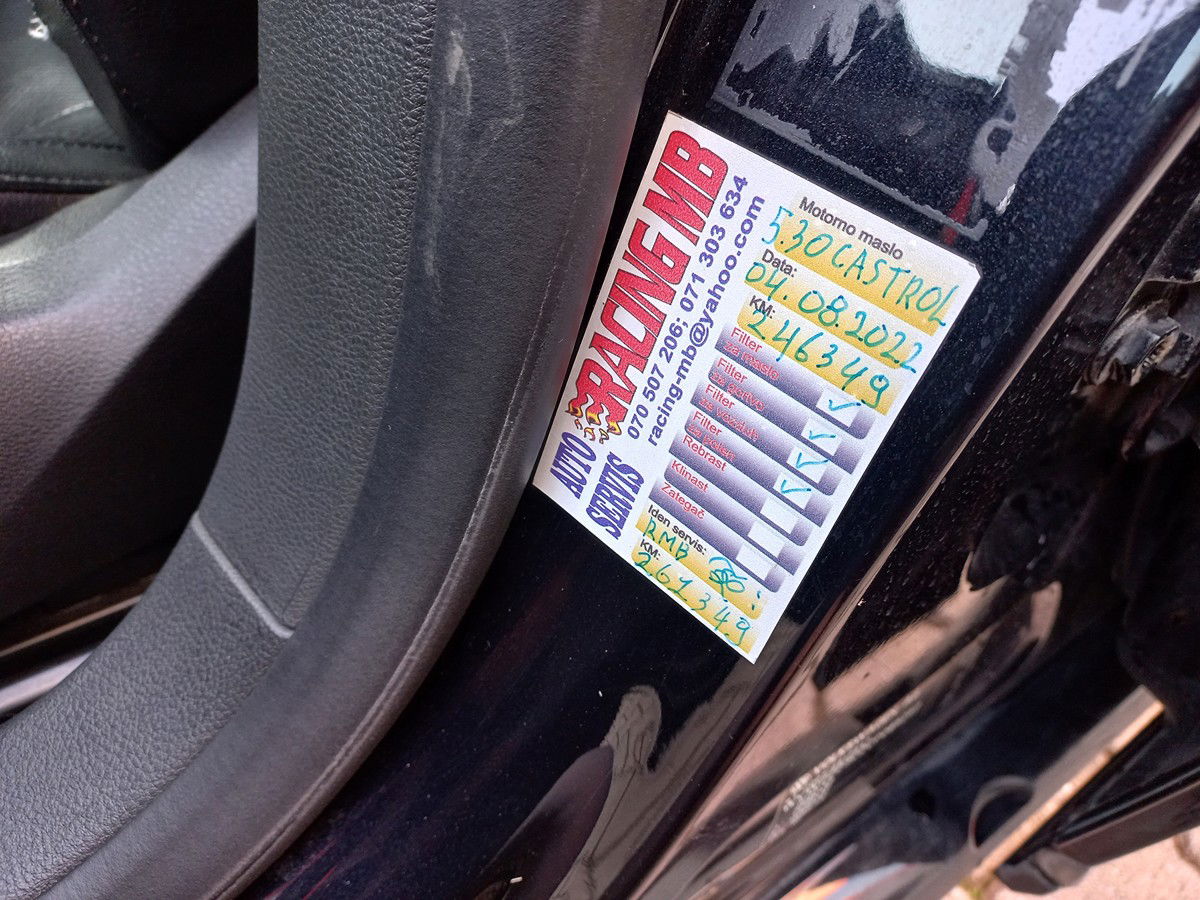 AUTO
SERVIS
RACING MB
070 507 206; 071 303 634
racing-mb@yahoo.com
Motorno maslo
5.30 CASTROL
Data:
04.08.2022
KM:
246349
Filter
za maslo ✓
Filter
za gorivo ✓
Filter
za vozduh ✓
Filter
za polen ✓
Rebrast
Klinast
Zategač
Iden servis:
RMB
KM:
261349